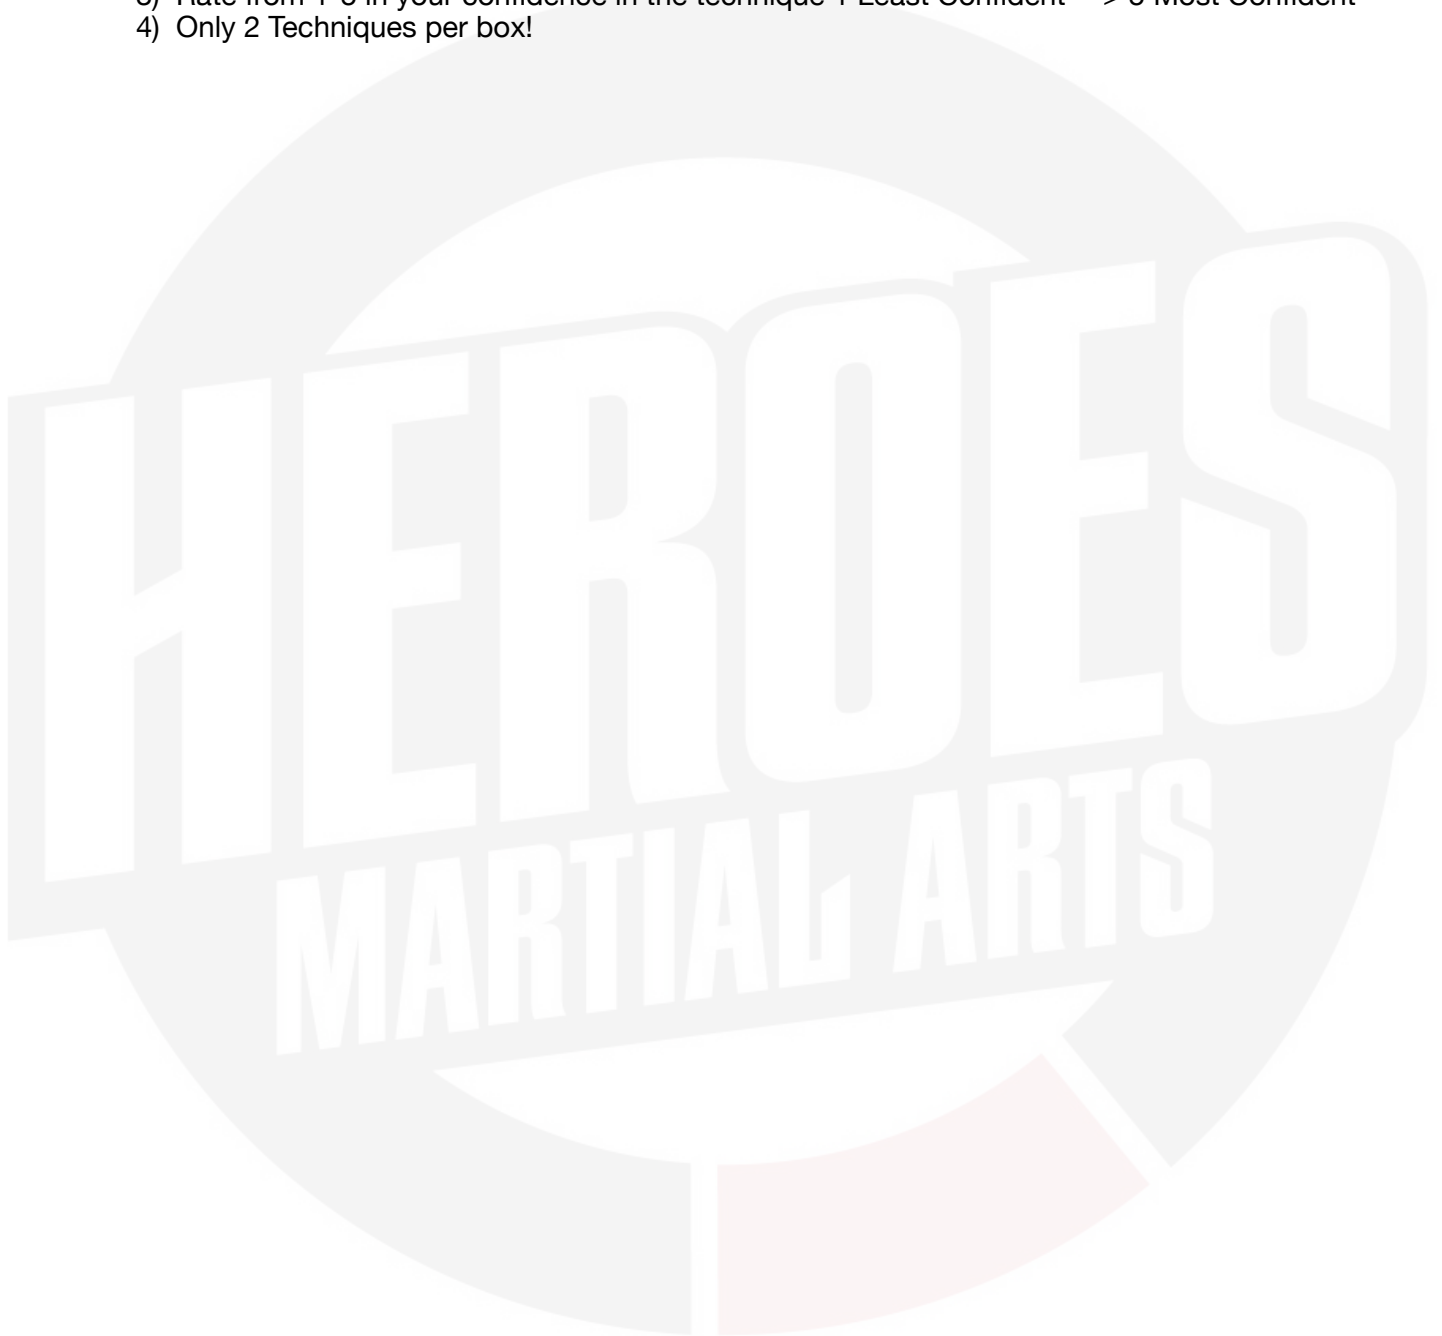 3) Rate from 1-5 in your confidence in the technique 1 Least Confident —> 5 Most Confident
4) Only 2 Techniques per box!
HEROES
MARTIAL ARTS